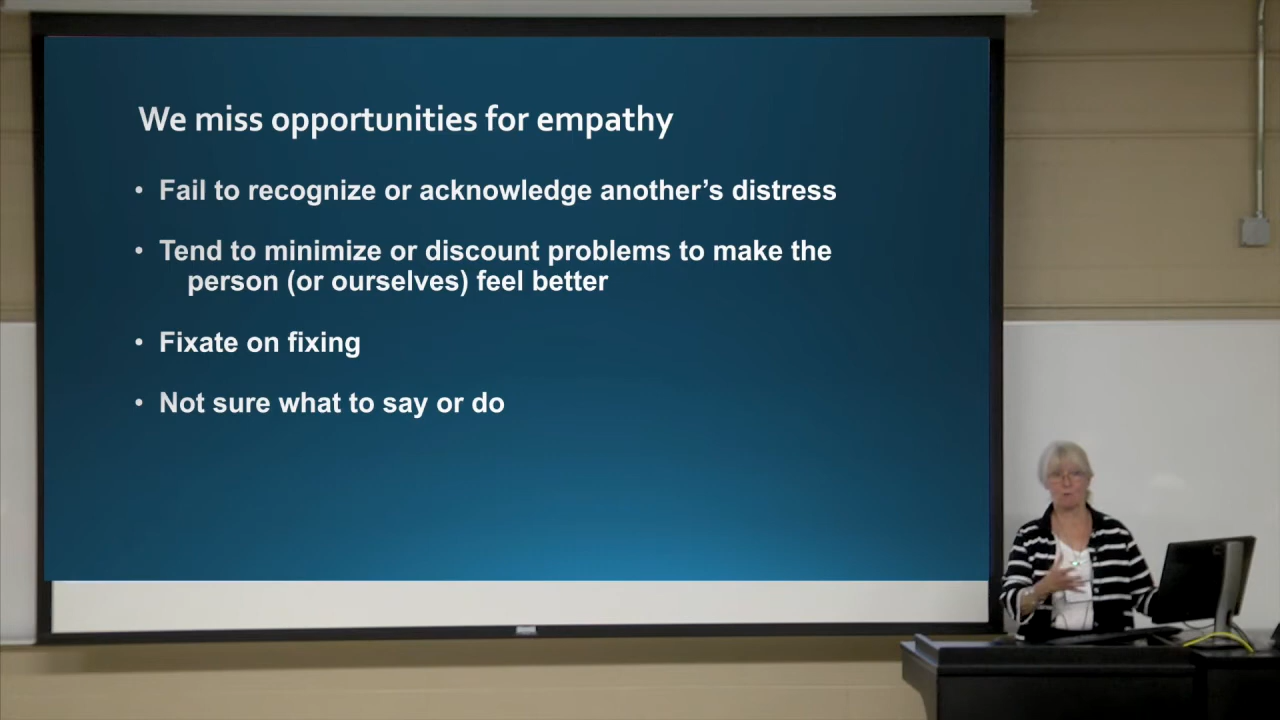 We miss opportunities for empathy
• Fail to recognize or acknowledge another’s distress
• Tend to minimize or discount problems to make the
person (or ourselves) feel better
• Fixate on fixing
• Not sure what to say or do